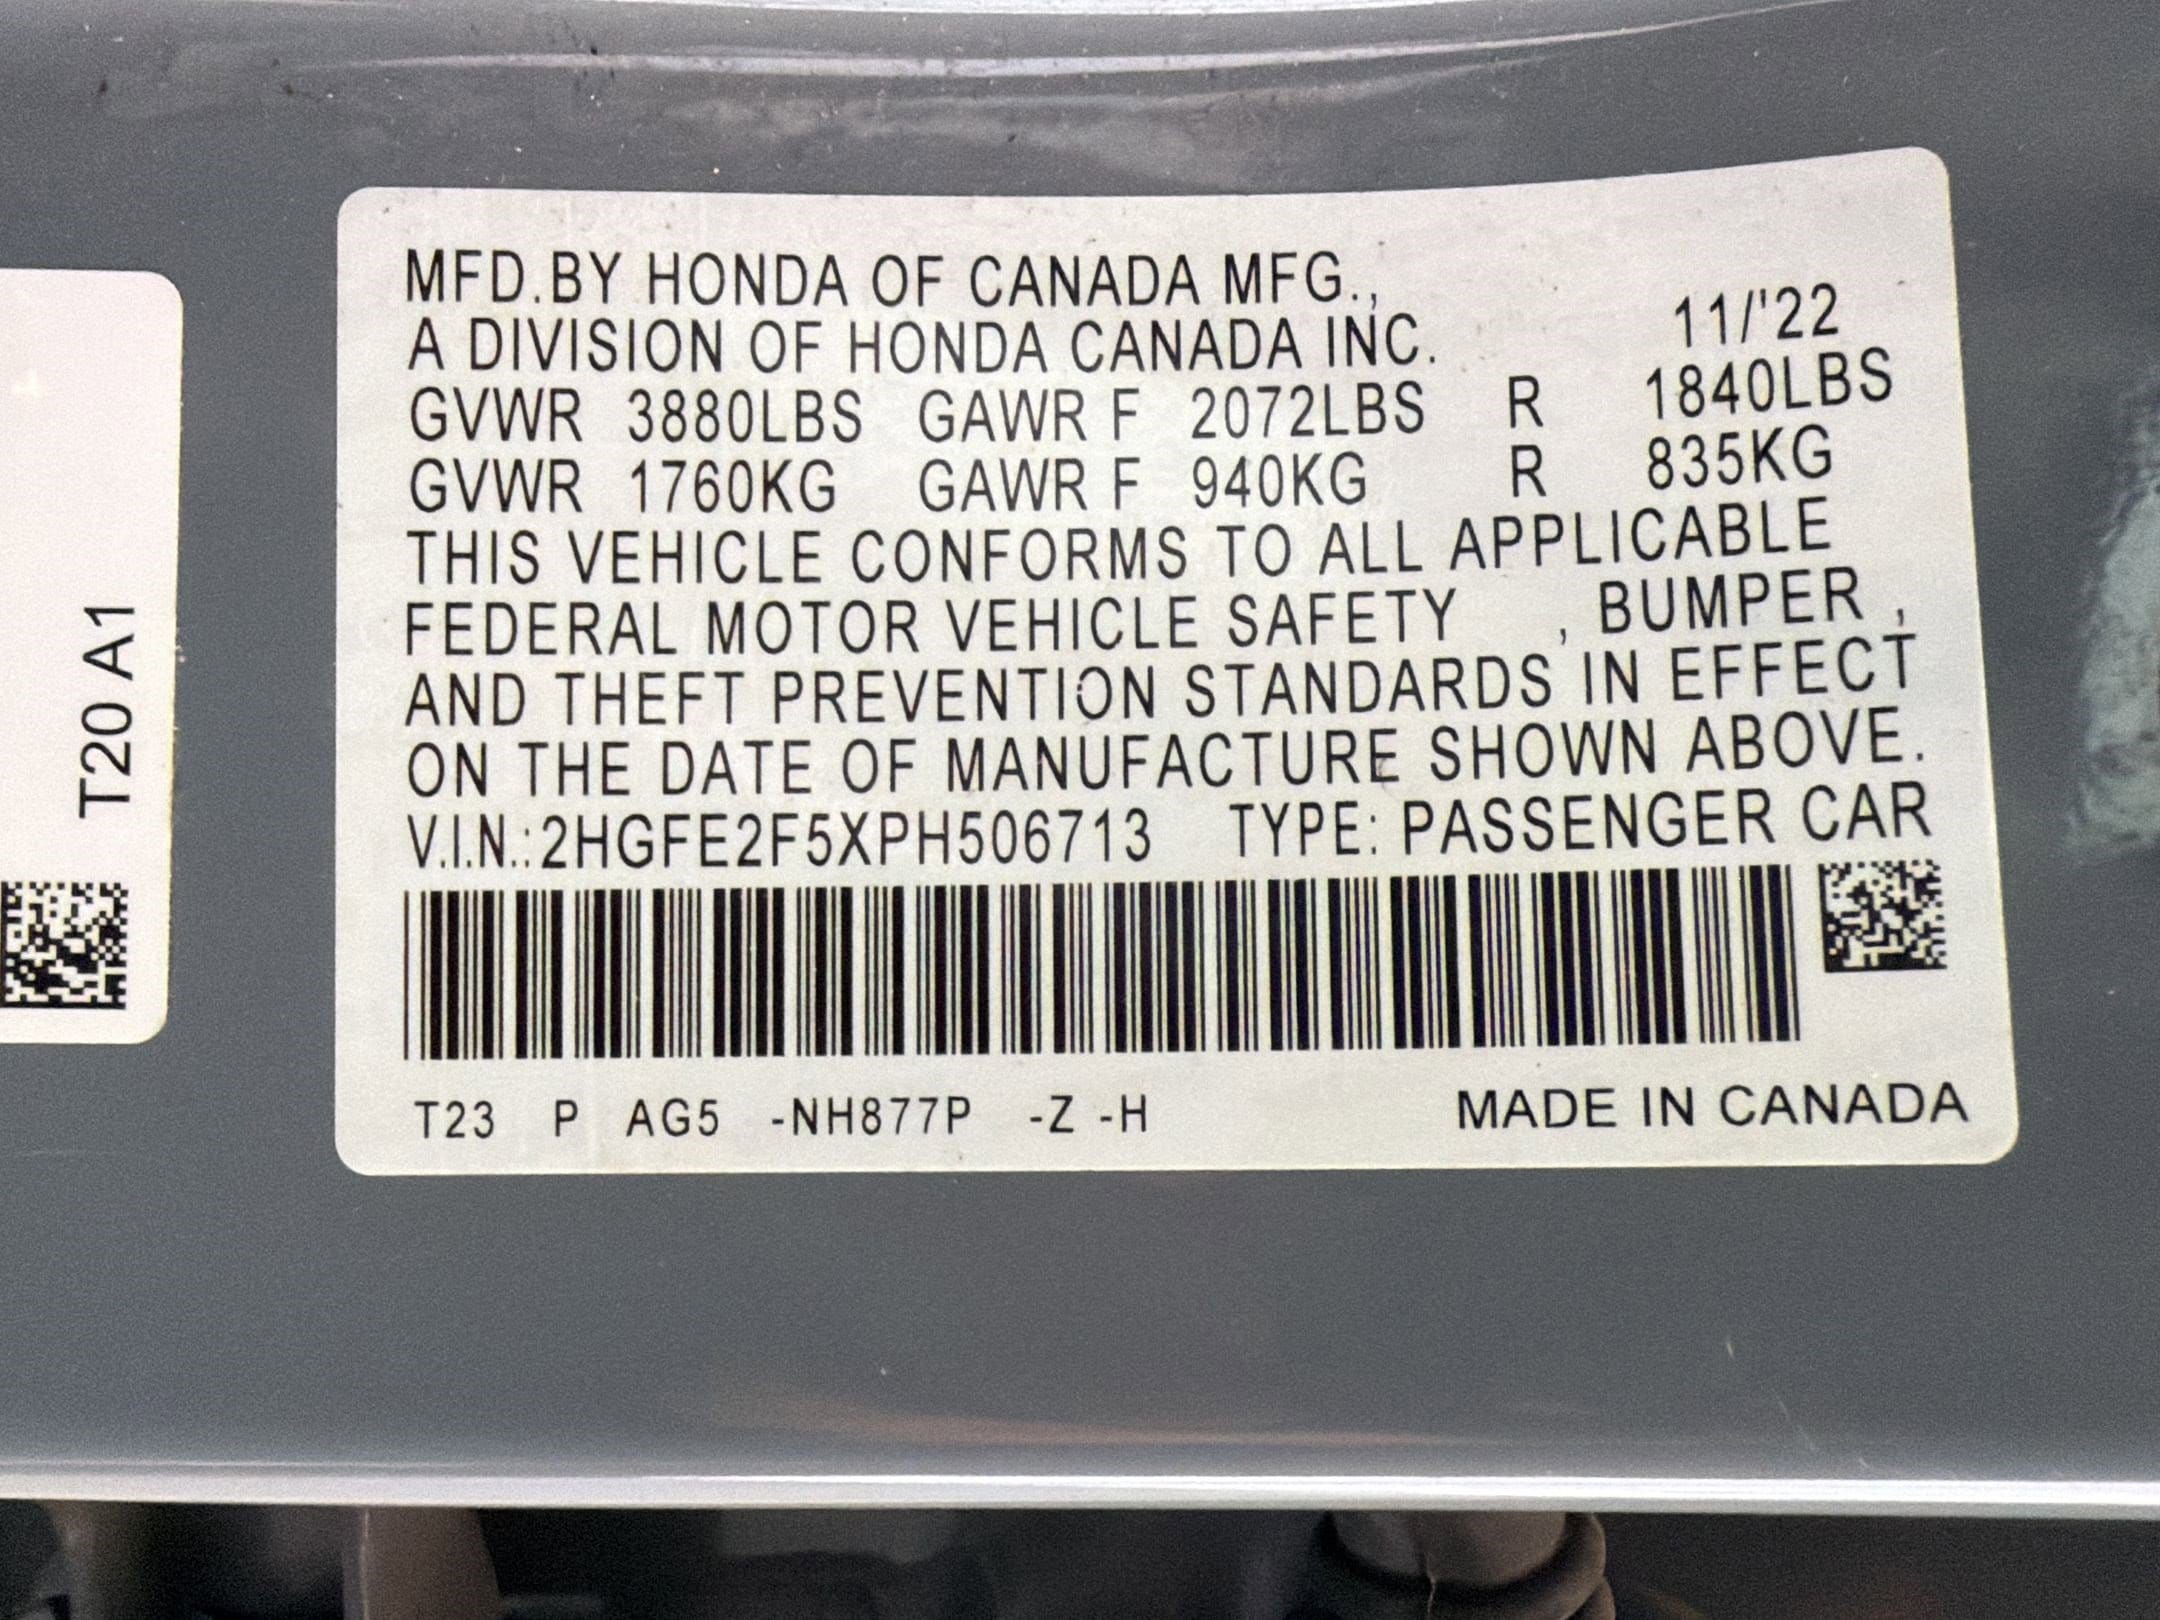 MFD.BY HONDA OF CANADA MFG.,
A DIVISION OF HONDA CANADA INC. 11/'22
GVWR 3880LBS GAWR F 2072LBS R 1840LBS
GVWR 1760KG GAWR F 940KG R 835KG
THIS VEHICLE CONFORMS TO ALL APPLICABLE
FEDERAL MOTOR VEHICLE SAFETY , BUMPER ,
AND THEFT PREVENTION STANDARDS IN EFFECT
ON THE DATE OF MANUFACTURE SHOWN ABOVE.
V.I.N.:2HGFE2F5XPH506713 TYPE: PASSENGER CAR
T23 P AG5 -NH877P -Z -H MADE IN CANADA
T20 A1